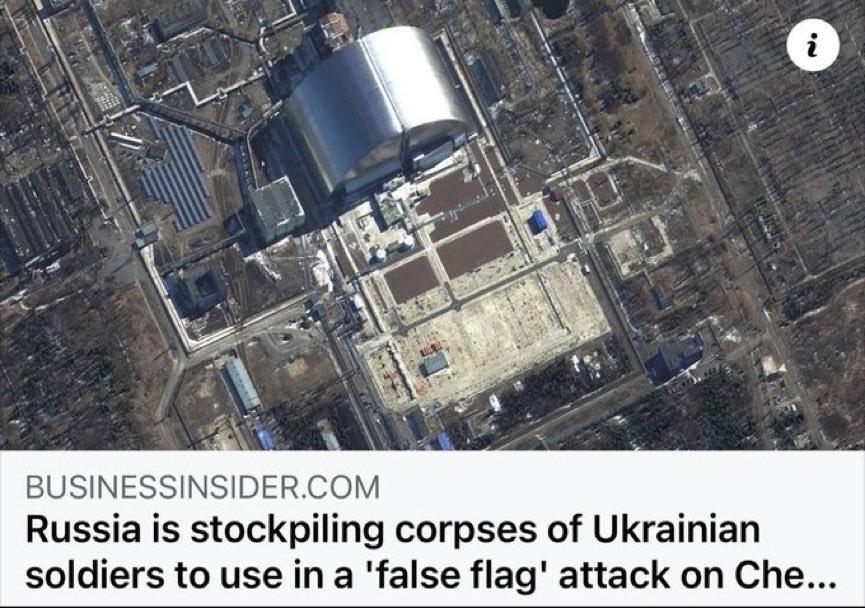 i
BUSINESSINSIDER.COM
Russia is stockpiling corpses of Ukrainian
soldiers to use in a 'false flag' attack on Che...